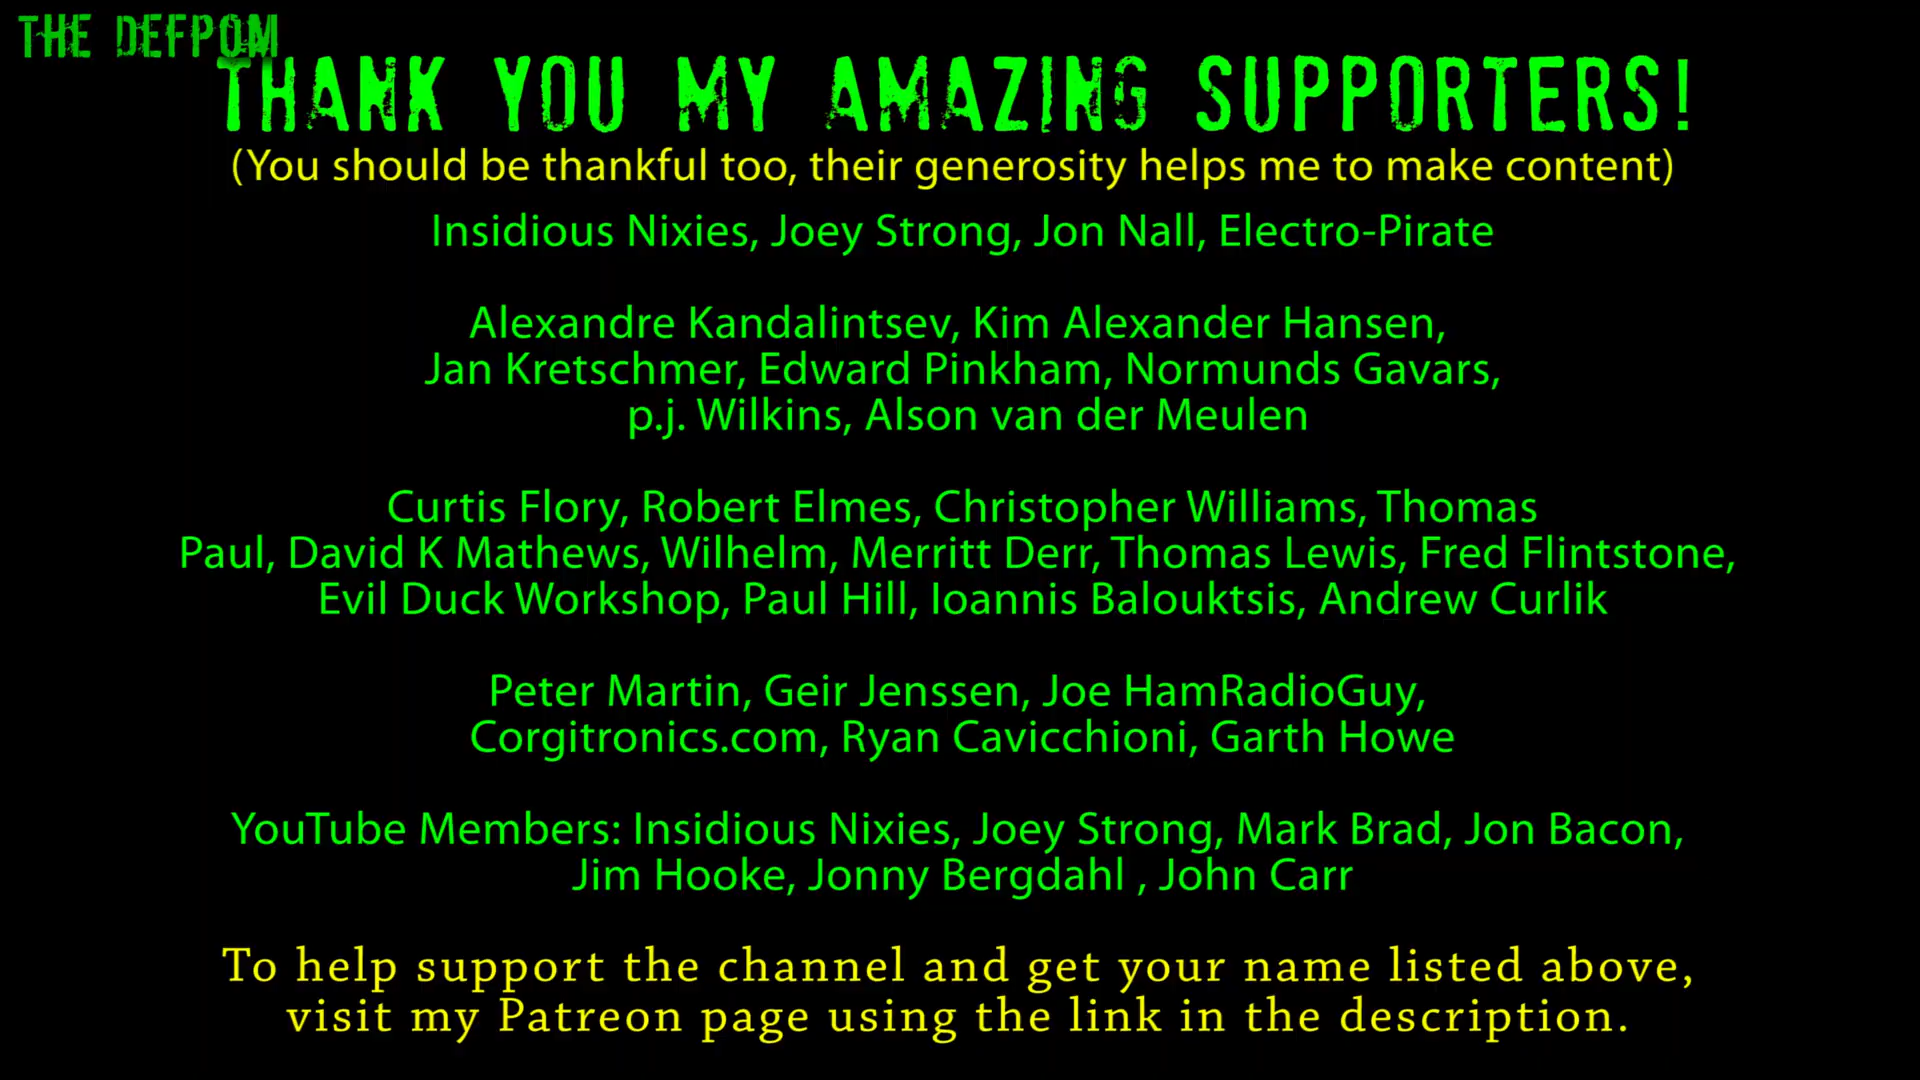 THE DEFPOM
THANK YOU MY AMAZING SUPPORTERS!
(You should be thankful too, their generosity helps me to make content)
Insidious Nixies, Joey Strong, Jon Nall, Electro-Pirate
Alexandre Kandalintsev, Kim Alexander Hansen,
Jan Kretschmer, Edward Pinkham, Normunds Gavars,
p.j. Wilkins, Alson van der Meulen
Curtis Flory, Robert Elmes, Christopher Williams, Thomas
Paul, David K Mathews, Wilhelm, Merritt Derr, Thomas Lewis, Fred Flintstone,
Evil Duck Workshop, Paul Hill, Ioannis Balouktsis, Andrew Curlik
Peter Martin, Geir Jenssen, Joe HamRadioGuy,
Corgitronics.com, Ryan Cavicchioni, Garth Howe
YouTube Members: Insidious Nixies, Joey Strong, Mark Brad, Jon Bacon,
Jim Hooke, Jonny Bergdahl , John Carr
To help support the channel and get your name listed above,
visit my Patreon page using the link in the description.